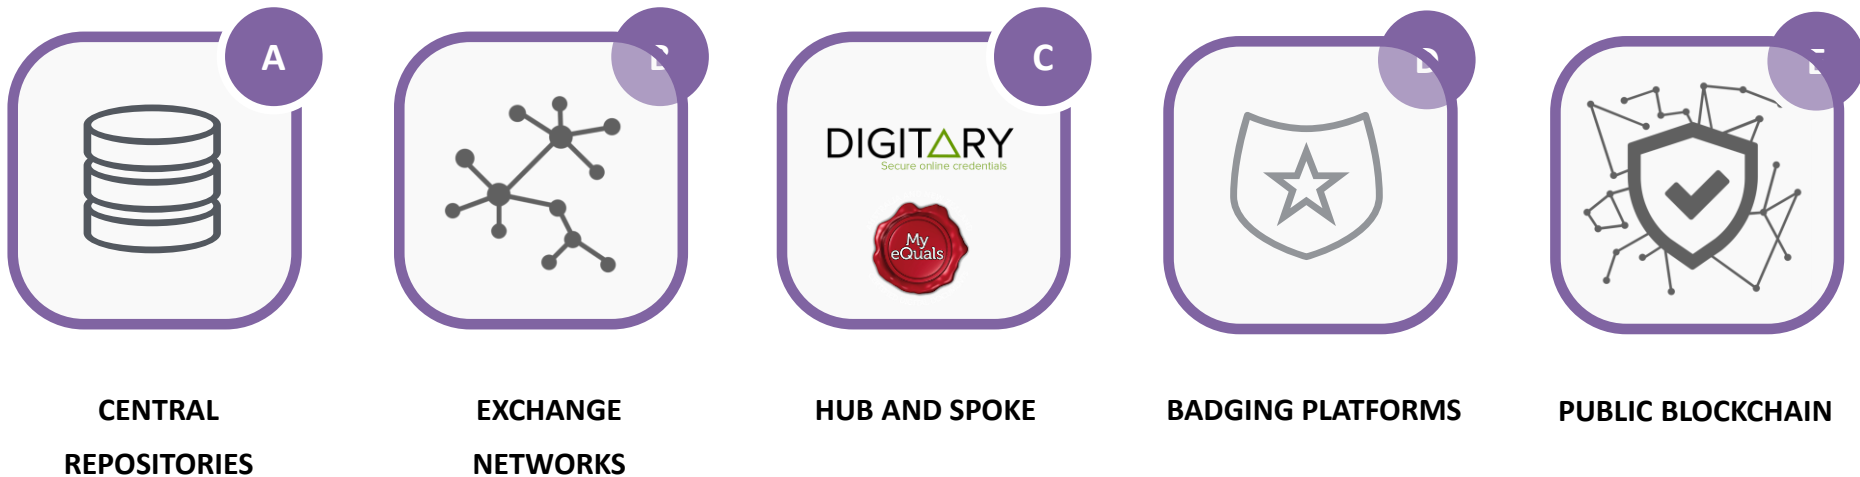 A
B
C
D
E
DIGITARY
Secure online credentials
My
eQuals
CENTRAL
REPOSITORIES
EXCHANGE
NETWORKS
HUB AND SPOKE
BADGING PLATFORMS
PUBLIC BLOCKCHAIN